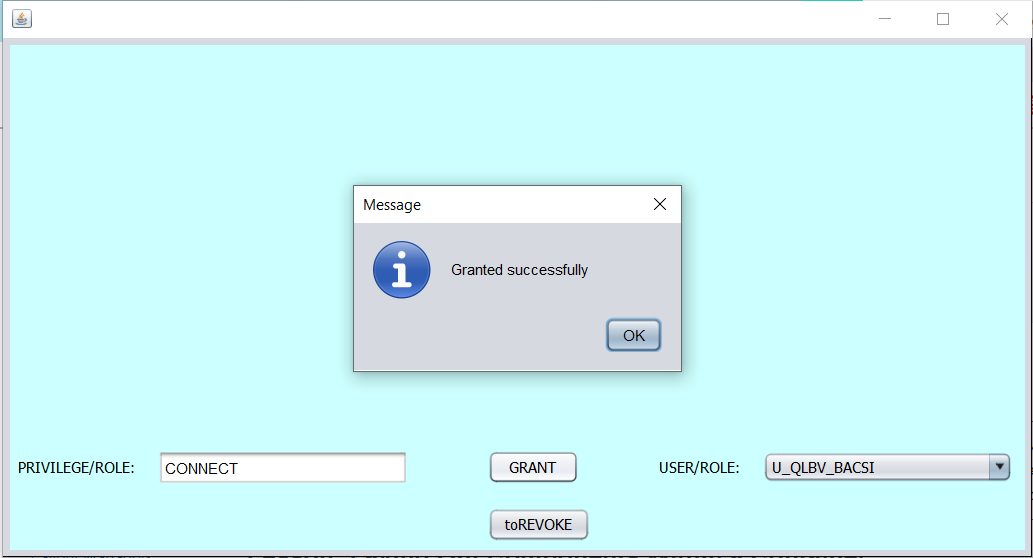 Message
Granted successfully
OK
PRIVILEGE/ROLE: CONNECT GRANT USER/ROLE: U_QLBV_BACSI
toREVOKE